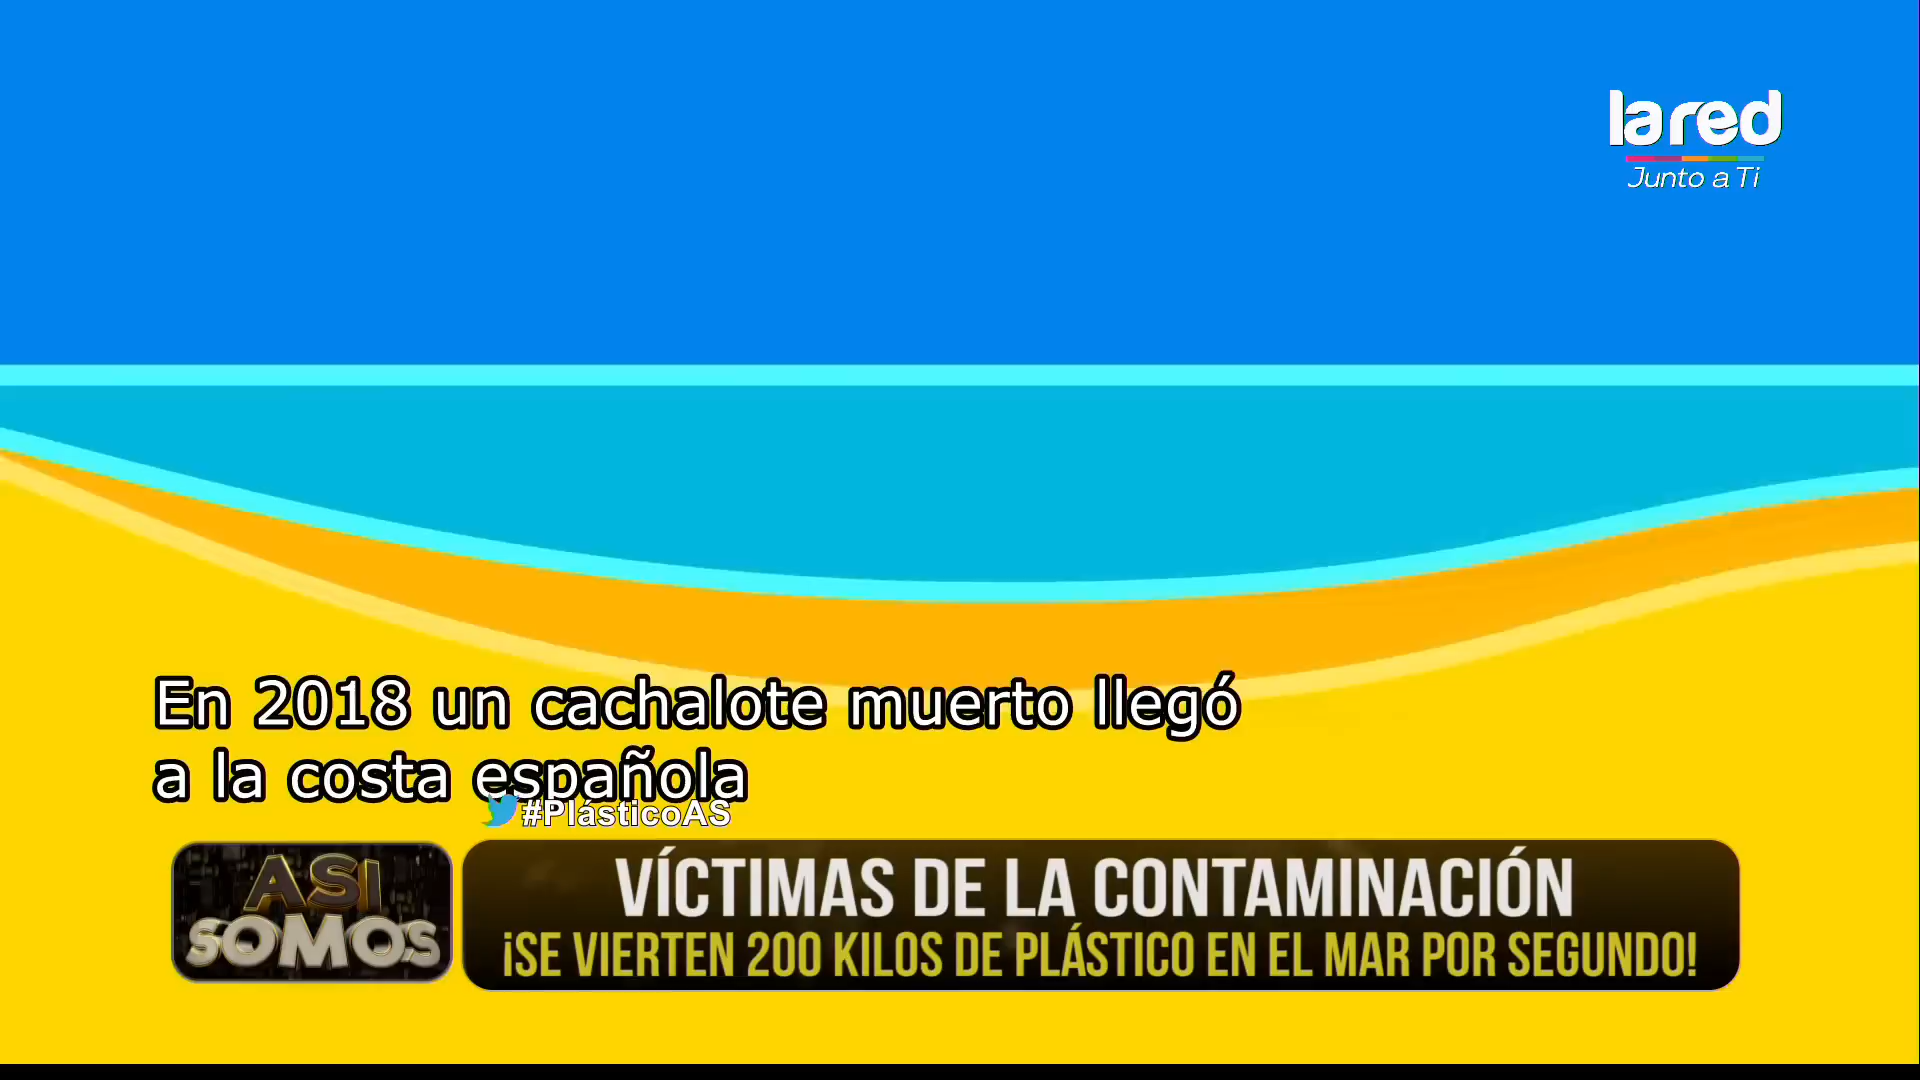 lared
Junto a Ti
En 2018 un cachalote muerto llegó
a la costa española
#PlásticoAS
ASI
SOMOS
VÍCTIMAS DE LA CONTAMINACIÓN
¡SE VIERTEN 200 KILOS DE PLÁSTICO EN EL MAR POR SEGUNDO!